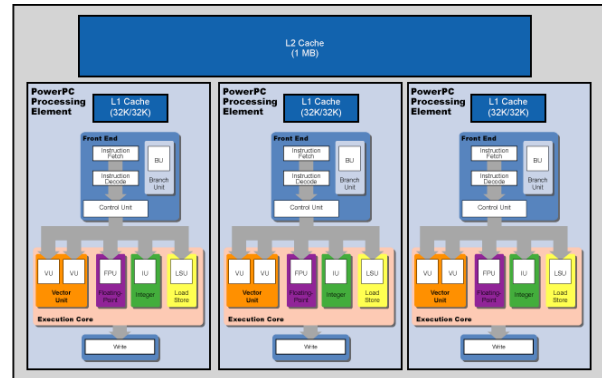 L2 Cache
(1 MB)
PowerPC
Processing
Element
L1 Cache
(32K/32K)
Front End
Instruction
Fetch
BU
Instruction
Decode
Branch
Unit
Control Unit
VU
VU
FPU
IU
LSU
Vector
Unit
Floating-
Point
Integer
Load
Store
Execution Core
Write
PowerPC
Processing
Element
L1 Cache
(32K/32K)
Front End
Instruction
Fetch
BU
Instruction
Decode
Branch
Unit
Control Unit
VU
VU
FPU
IU
LSU
Vector
Unit
Floating-
Point
Integer
Load
Store
Execution Core
Write
PowerPC
Processing
Element
L1 Cache
(32K/32K)
Front End
Instruction
Fetch
BU
Instruction
Decode
Branch
Unit
Control Unit
VU
VU
FPU
IU
LSU
Vector
Unit
Floating-
Point
Integer
Load
Store
Execution Core
Write